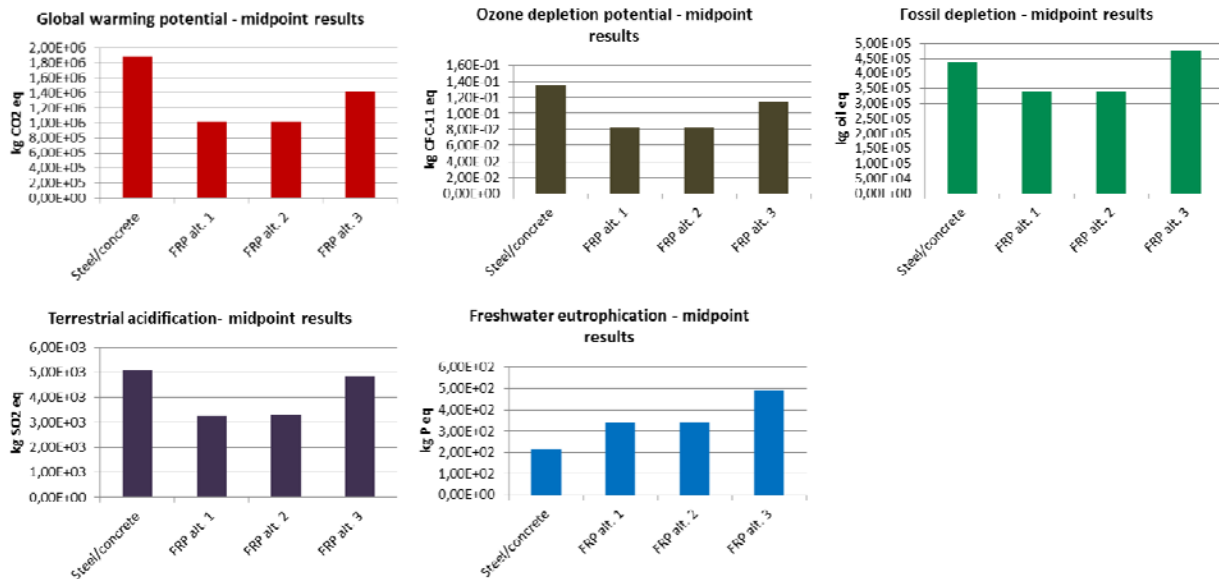 Global warming potential - midpoint results
kg CO2 eq
2,00E+06
1,80E+06
1,60E+06
1,40E+06
1,20E+06
1,00E+06
8,00E+05
6,00E+05
4,00E+05
2,00E+05
0,00E+00
Steel/concrete
FRP alt. 1
FRP alt. 2
FRP alt. 3
Ozone depletion potential - midpoint
results
kg CFC-11 eq
1,60E-01
1,40E-01
1,20E-01
1,00E-01
8,00E-02
6,00E-02
4,00E-02
2,00E-02
0,00E+00
Steel/concrete
FRP alt. 1
FRP alt. 2
FRP alt. 3
Fossil depletion - midpoint results
kg oil eq
5,00E+05
4,50E+05
4,00E+05
3,50E+05
3,00E+05
2,50E+05
2,00E+05
1,50E+05
1,00E+05
5,00E+04
0,00E+00
Steel/concrete
FRP alt. 1
FRP alt. 2
FRP alt. 3
Terrestrial acidification- midpoint results
kg SO2 eq
6,00E+03
5,00E+03
4,00E+03
3,00E+03
2,00E+03
1,00E+03
0,00E+00
Steel/concrete
FRP alt. 1
FRP alt. 2
FRP alt. 3
Freshwater eutrophication - midpoint
results
kg P eq
6,00E+02
5,00E+02
4,00E+02
3,00E+02
2,00E+02
1,00E+02
0,00E+00
Steel/concrete
FRP alt. 1
FRP alt. 2
FRP alt. 3